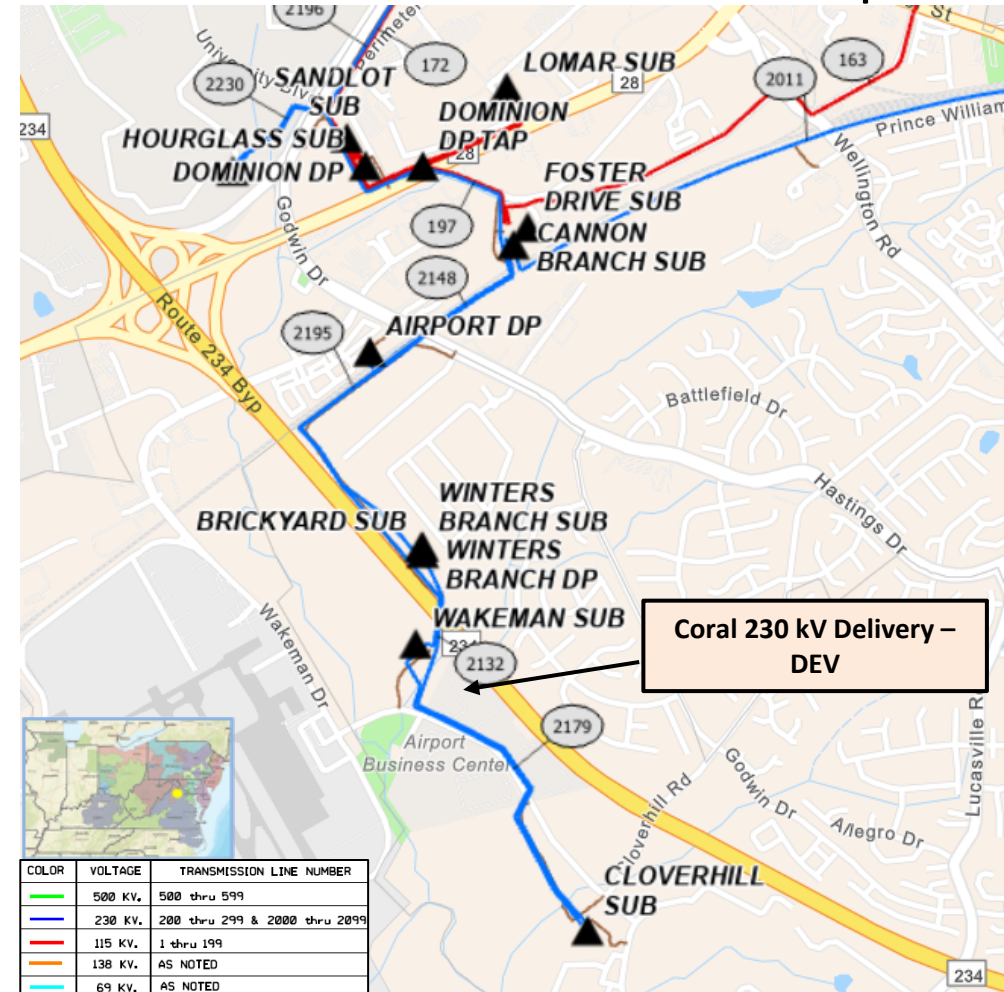 St
2196
Perimeter
University Blvd
172
LOMAR SUB
28
163
2011
2230
SANDLOT
SUB
DOMINION
DP TAP
234
HOURGLASS SUB
28
Prince William
DOMINION DP
FOSTER
DRIVE SUB
Wellington Rd
Godwin Dr
197
CANNON
BRANCH SUB
2148
Route 234 Byp
2195
AIRPORT DP
Battlefield Dr
Hastings Dr
WINTERS
BRANCH SUB
BRICKYARD SUB
WINTERS
BRANCH DP
Wakeman Dr
WAKEMAN SUB
234
2132
Coral 230 kV Delivery –
DEV
2179
Airport
Business Center
Lucasville R
Godwin Dr
Allegro Dr
Cloverhill Rd
CLOVERHILL
SUB
234
COLOR VOLTAGE TRANSMISSION LINE NUMBER
500 KV. 500 thru 599
230 KV. 200 thru 299 & 2000 thru 2099
115 KV. 1 thru 199
138 KV. AS NOTED
69 KV. AS NOTED